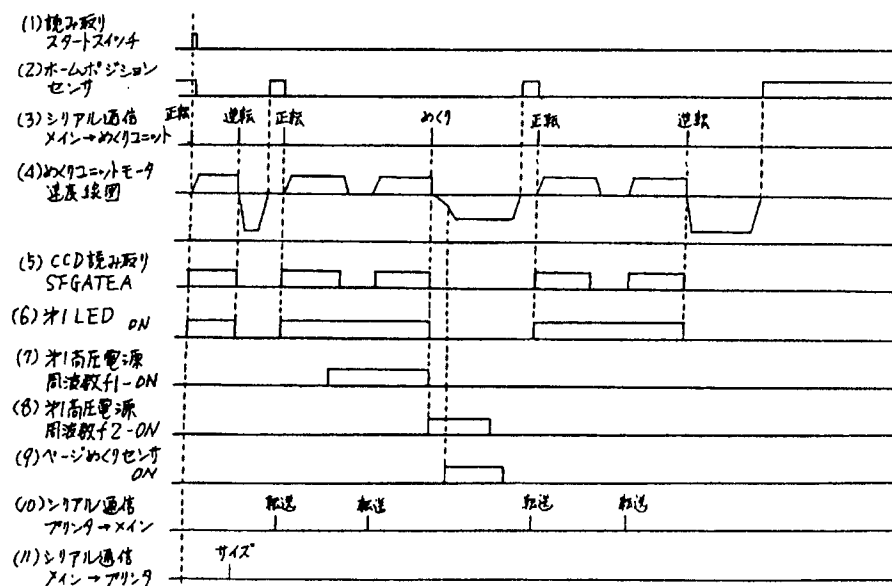 (1)読み取り
スタートスイッチ
(2)ホームポジション
センサ
(3)シリアル通信
メイン→めくりユニット
正転 逆転 正転 めくり 正転 逆転
(4)めくりユニットモータ
速度線図
(5)CCD読み取り
SFGATEA
(6)オ1LED ON
(7)オ1高圧電源
周波数f1-ON
(8)オ1高圧電源
周波数f2-ON
(9)ページめくりセンサ
ON
(10)シリアル通信
プリンタ→メイン
転送 転送 転送 転送
(11)シリアル通信
メイン→プリンタ
サイズ